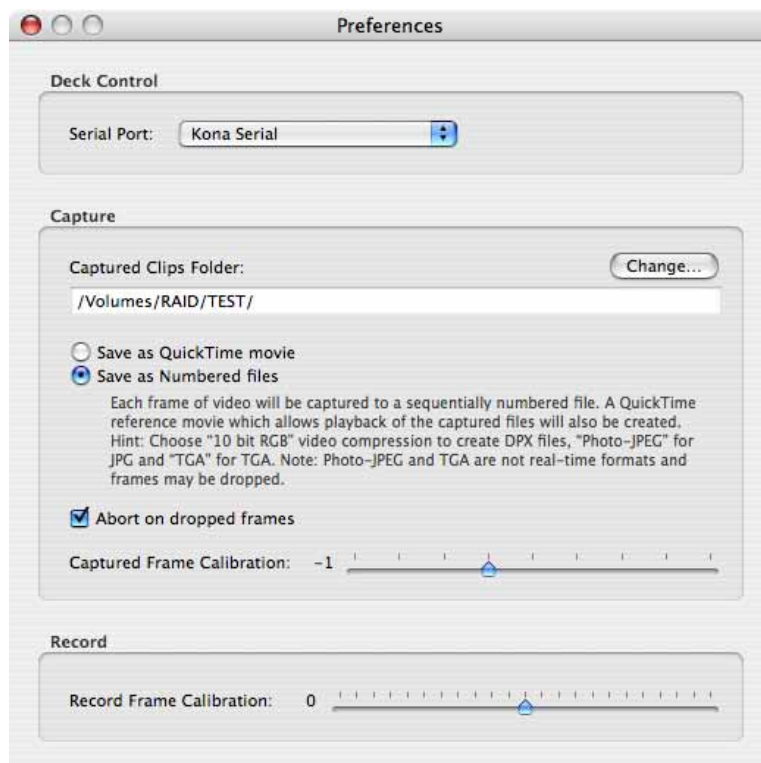 Preferences
Deck Control
Serial Port: Kona Serial
Capture
Captured Clips Folder: Change...
/Volumes/RAID/TEST/
Save as QuickTime movie
Save as Numbered files
Each frame of video will be captured to a sequentially numbered file. A QuickTime
reference movie which allows playback of the captured files will also be created.
Hint: Choose "10 bit RGB" video compression to create DPX files, "Photo-JPEG" for
JPG and "TGA" for TGA. Note: Photo-JPEG and TGA are not real-time formats and
frames may be dropped.
Abort on dropped frames
Captured Frame Calibration: -1
Record
Record Frame Calibration: 0